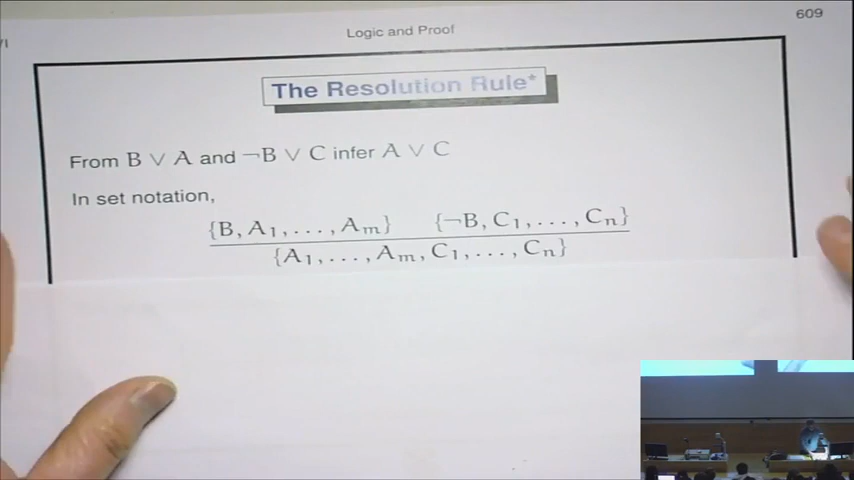 Logic and Proof
609
VI
The Resolution Rule*
From B ∨ A and ¬B ∨ C infer A ∨ C
In set notation,
{B, A₁, . . . , Aₘ} {¬B, C₁, . . . , Cₙ}
{A₁, . . . , Aₘ, C₁, . . . , Cₙ}